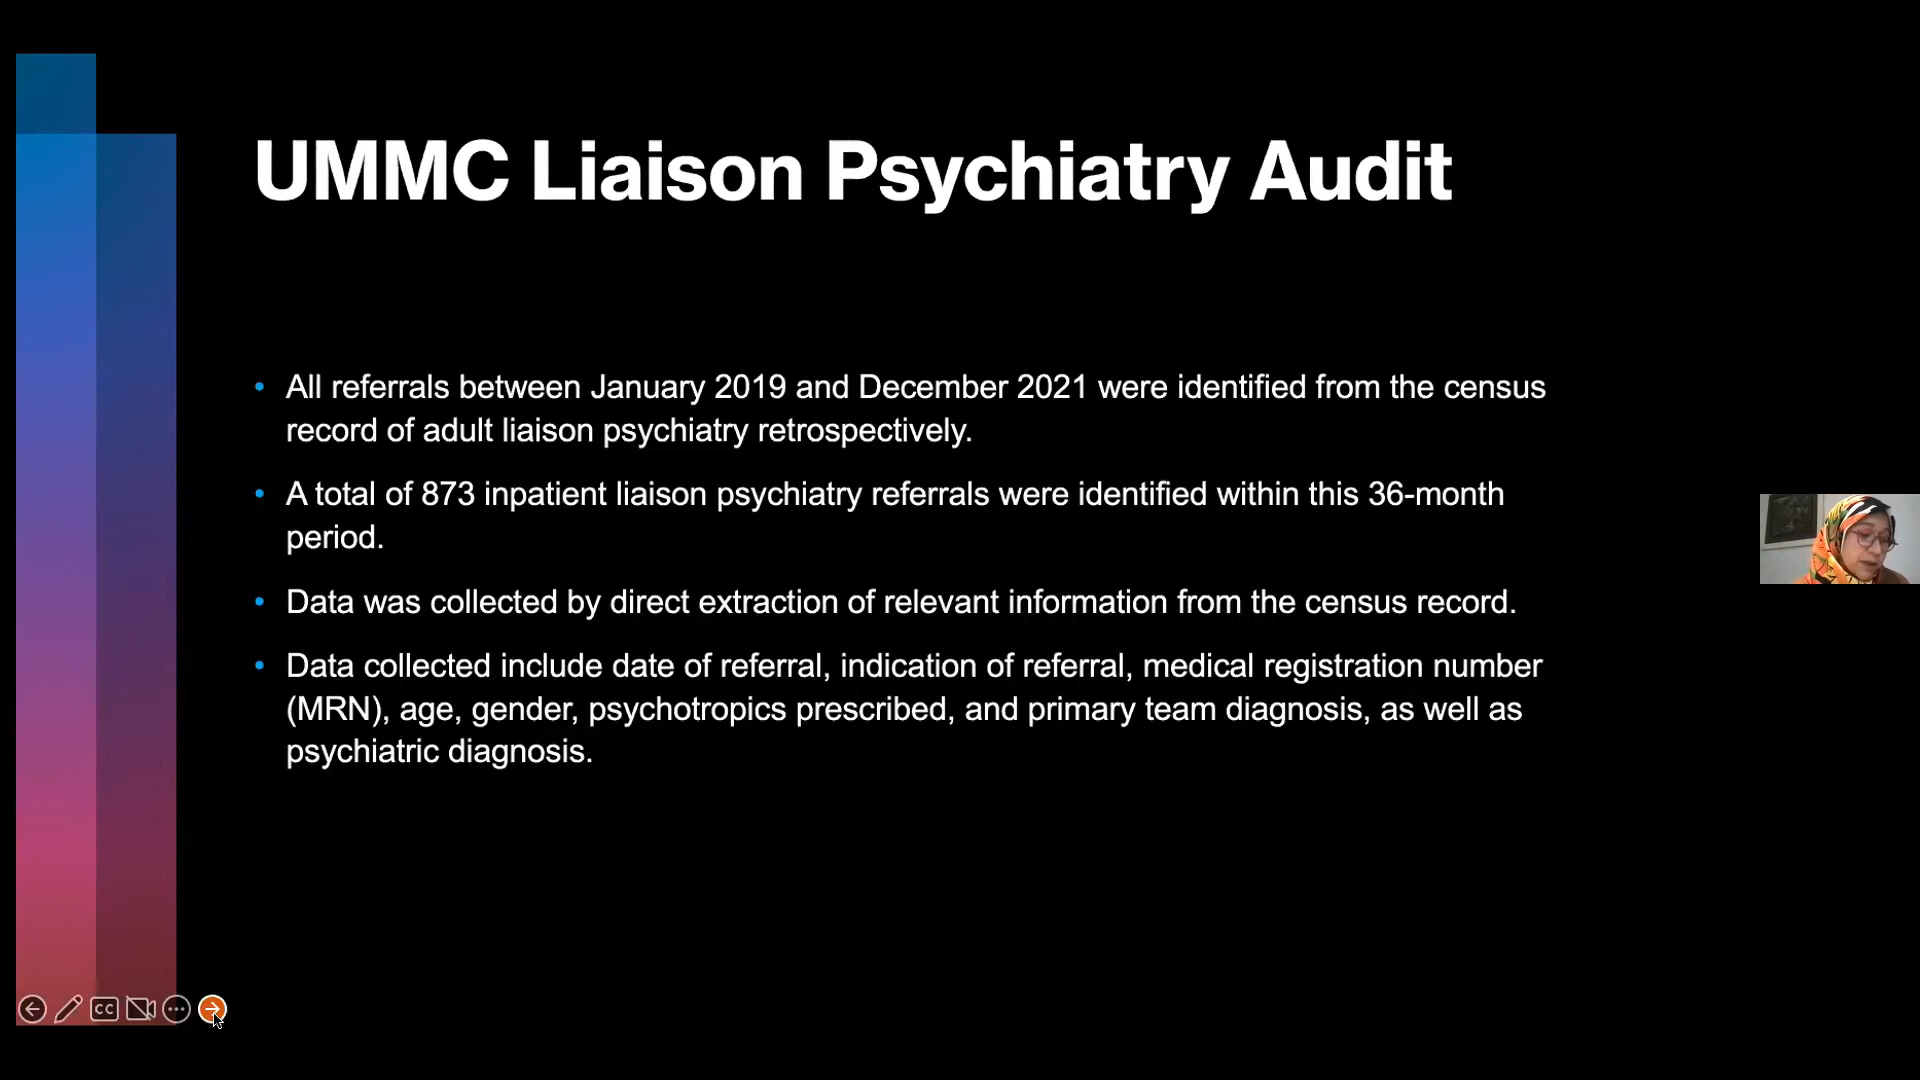 UMMC Liaison Psychiatry Audit
• All referrals between January 2019 and December 2021 were identified from the census
record of adult liaison psychiatry retrospectively.
• A total of 873 inpatient liaison psychiatry referrals were identified within this 36-month
period.
• Data was collected by direct extraction of relevant information from the census record.
• Data collected include date of referral, indication of referral, medical registration number
(MRN), age, gender, psychotropics prescribed, and primary team diagnosis, as well as
psychiatric diagnosis.
CC